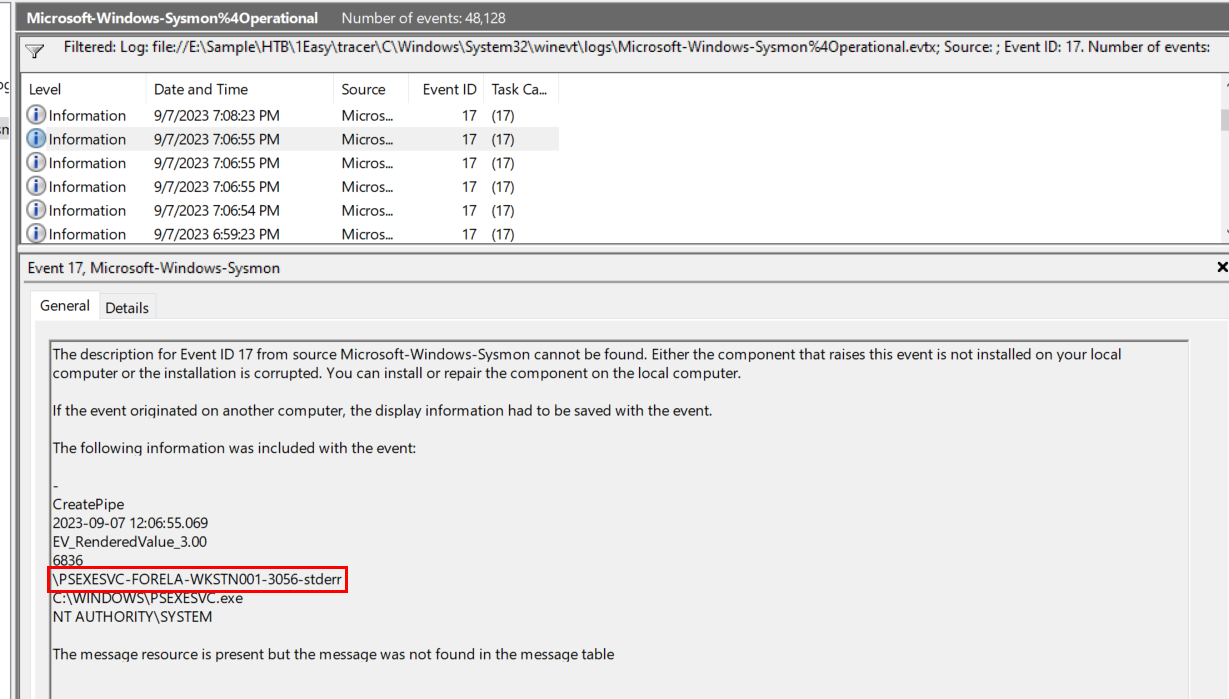 Microsoft-Windows-Sysmon%4Operational Number of events: 48,128
Filtered: Log: file://E:\Sample\HTB\1Easy\tracer\C\Windows\System32\winevt\logs\Microsoft-Windows-Sysmon%4Operational.evtx; Source: ; Event ID: 17. Number of events:
Level Date and Time Source Event ID Task Ca...
Information 9/7/2023 7:08:23 PM Micros... 17 (17)
Information 9/7/2023 7:06:55 PM Micros... 17 (17)
Information 9/7/2023 7:06:55 PM Micros... 17 (17)
Information 9/7/2023 7:06:55 PM Micros... 17 (17)
Information 9/7/2023 7:06:54 PM Micros... 17 (17)
Information 9/7/2023 6:59:23 PM Micros... 17 (17)
Event 17, Microsoft-Windows-Sysmon
General Details
The description for Event ID 17 from source Microsoft-Windows-Sysmon cannot be found. Either the component that raises this event is not installed on your local
computer or the installation is corrupted. You can install or repair the component on the local computer.
If the event originated on another computer, the display information had to be saved with the event.
The following information was included with the event:
-
CreatePipe
2023-09-07 12:06:55.069
EV_RenderedValue_3.00
6836
\PSEXESVC-FORELA-WKSTN001-3056-stderr
C:\WINDOWS\PSEXESVC.exe
NT AUTHORITY\SYSTEM
The message resource is present but the message was not found in the message table